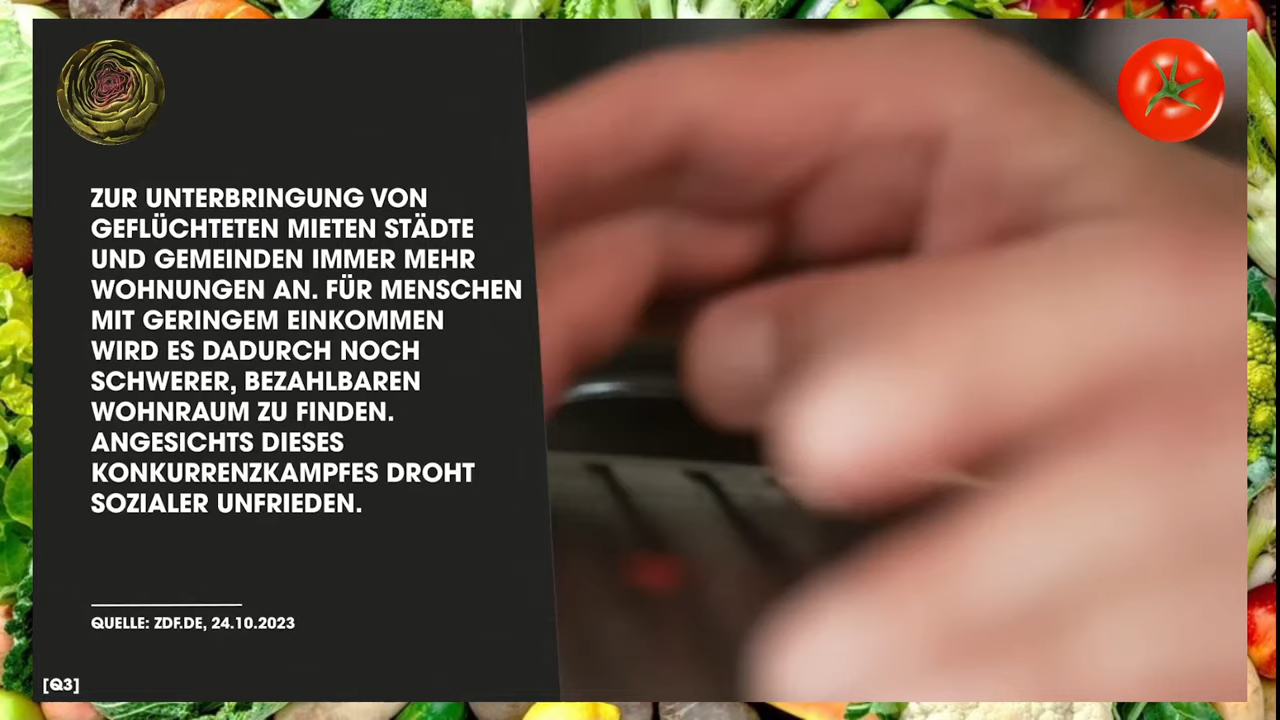 ZUR UNTERBRINGUNG VON
GEFLÜCHTETEN MIETEN STÄDTE
UND GEMEINDEN IMMER MEHR
WOHNUNGEN AN. FÜR MENSCHEN
MIT GERINGEM EINKOMMEN
WIRD ES DADURCH NOCH
SCHWERER, BEZAHLBAREN
WOHNRAUM ZU FINDEN.
ANGESICHTS DIESES
KONKURRENZKAMPFES DROHT
SOZIALER UNFRIEDEN.
QUELLE: ZDF.DE, 24.10.2023
[Q3]